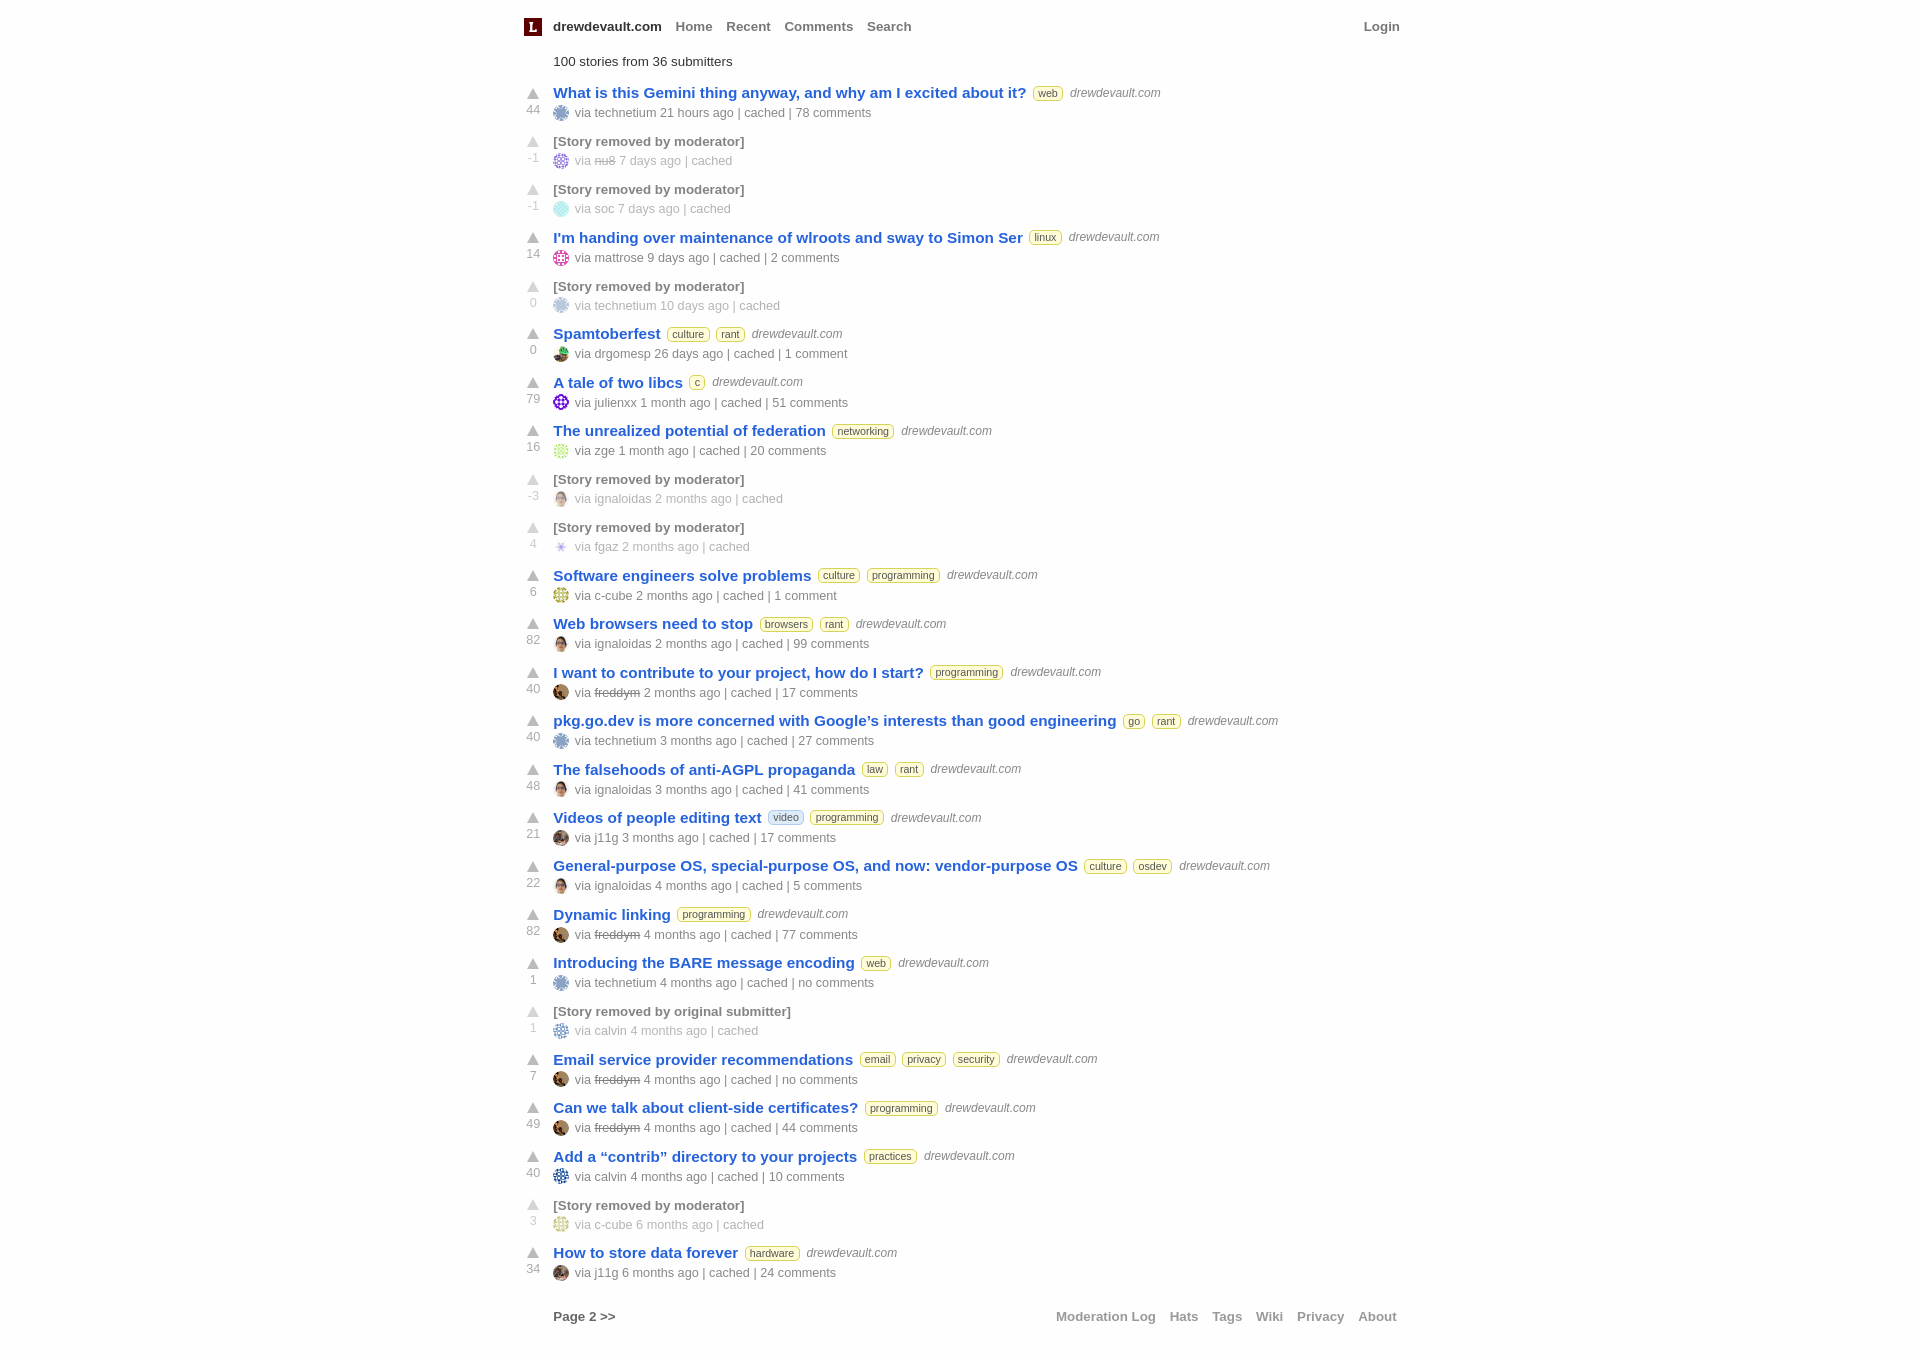 L drewdevault.com Home Recent Comments Search Login
100 stories from 36 submitters
What is this Gemini thing anyway, and why am I excited about it? web drewdevault.com
44 via technetium 21 hours ago | cached | 78 comments
[Story removed by moderator]
-1 via nu8 7 days ago | cached
[Story removed by moderator]
-1 via soc 7 days ago | cached
I'm handing over maintenance of wlroots and sway to Simon Ser linux drewdevault.com
14 via mattrose 9 days ago | cached | 2 comments
[Story removed by moderator]
0 via technetium 10 days ago | cached
Spamtoberfest culture rant drewdevault.com
0 via drgomesp 26 days ago | cached | 1 comment
A tale of two libcs c drewdevault.com
79 via julienxx 1 month ago | cached | 51 comments
The unrealized potential of federation networking drewdevault.com
16 via zge 1 month ago | cached | 20 comments
[Story removed by moderator]
-3 via ignaloidas 2 months ago | cached
[Story removed by moderator]
4 via fgaz 2 months ago | cached
Software engineers solve problems culture programming drewdevault.com
6 via c-cube 2 months ago | cached | 1 comment
Web browsers need to stop browsers rant drewdevault.com
82 via ignaloidas 2 months ago | cached | 99 comments
I want to contribute to your project, how do I start? programming drewdevault.com
40 via freddym 2 months ago | cached | 17 comments
pkg.go.dev is more concerned with Google’s interests than good engineering go rant drewdevault.com
40 via technetium 3 months ago | cached | 27 comments
The falsehoods of anti-AGPL propaganda law rant drewdevault.com
48 via ignaloidas 3 months ago | cached | 41 comments
Videos of people editing text video programming drewdevault.com
21 via j11g 3 months ago | cached | 17 comments
General-purpose OS, special-purpose OS, and now: vendor-purpose OS culture osdev drewdevault.com
22 via ignaloidas 4 months ago | cached | 5 comments
Dynamic linking programming drewdevault.com
82 via freddym 4 months ago | cached | 77 comments
Introducing the BARE message encoding web drewdevault.com
1 via technetium 4 months ago | cached | no comments
[Story removed by original submitter]
1 via calvin 4 months ago | cached
Email service provider recommendations email privacy security drewdevault.com
7 via freddym 4 months ago | cached | no comments
Can we talk about client-side certificates? programming drewdevault.com
49 via freddym 4 months ago | cached | 44 comments
Add a “contrib” directory to your projects practices drewdevault.com
40 via calvin 4 months ago | cached | 10 comments
[Story removed by moderator]
3 via c-cube 6 months ago | cached
How to store data forever hardware drewdevault.com
34 via j11g 6 months ago | cached | 24 comments
Page 2 >> Moderation Log Hats Tags Wiki Privacy About